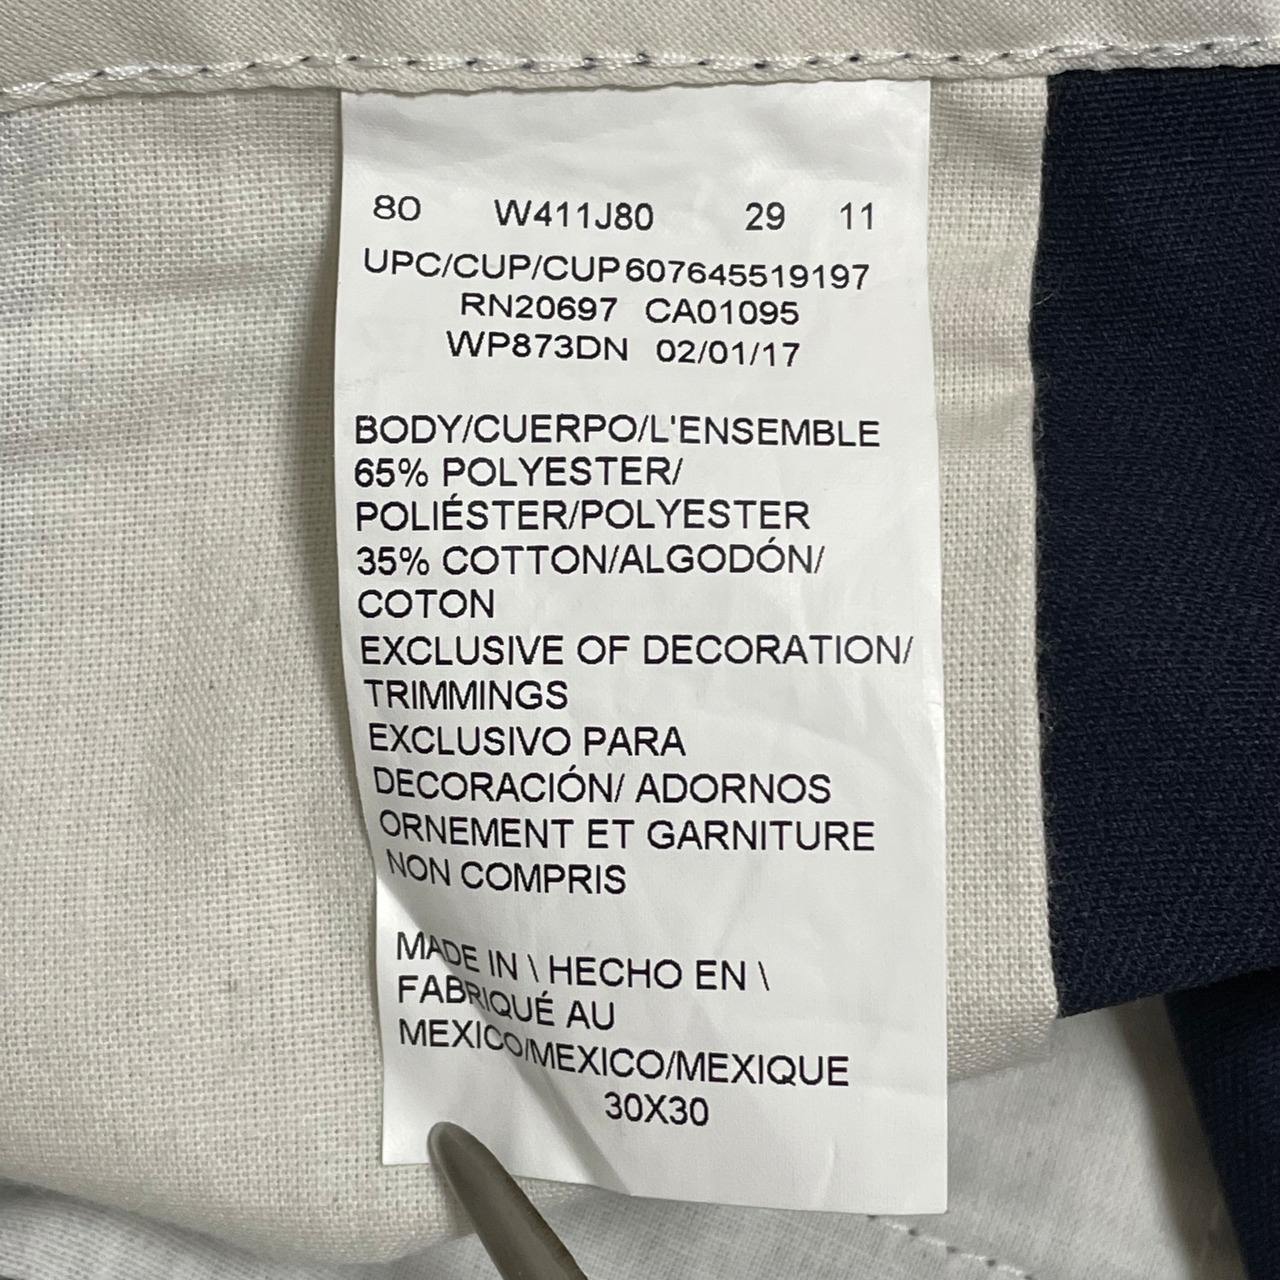 80 W411J80 29 11
UPC/CUP/CUP607645519197
RN20697 CA01095
WP873DN 02/01/17
BODY/CUERPO/L'ENSEMBLE
65% POLYESTER/
POLIÉSTER/POLYESTER
35% COTTON/ALGODÓN/
COTON
EXCLUSIVE OF DECORATION/
TRIMMINGS
EXCLUSIVO PARA
DECORACIÓN/ ADORNOS
ORNEMENT ET GARNITURE
NON COMPRIS
MADE IN \ HECHO EN \
FABRIQUÉ AU
MEXICO/MEXICO/MEXIQUE
30X30